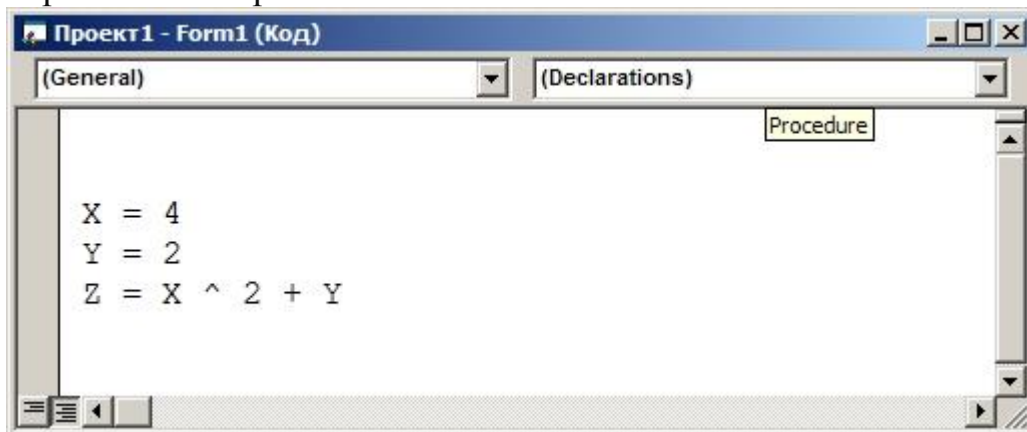 Проект1 - Form1 (Код)
(General) (Declarations)
Procedure
X = 4
Y = 2
Z = X ^ 2 + Y